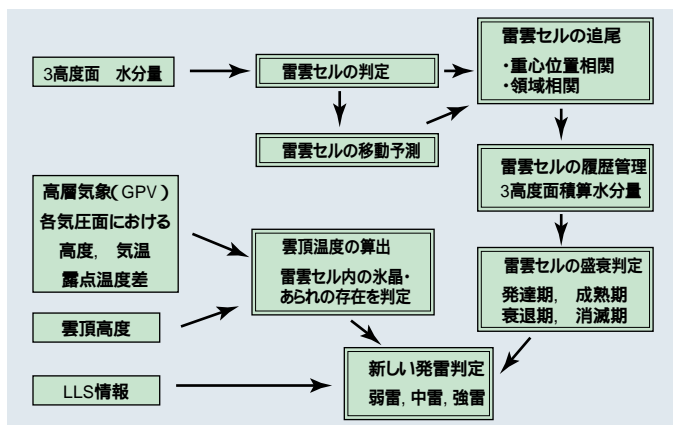 3高度面 水分量
雷雲セルの判定
雷雲セルの追尾
・重心位置相関
・領域相関
雷雲セルの移動予測
雷雲セルの履歴管理
3高度面積算水分量
高層気象(GPV)
各気圧面における
高度, 気温
露点温度差
雲頂温度の算出
雷雲セル内の氷晶・
あられの存在を判定
雷雲セルの盛衰判定
発達期, 成熟期
衰退期, 消滅期
雲頂高度
新しい発雷判定
弱雷, 中雷, 強雷
LLS情報